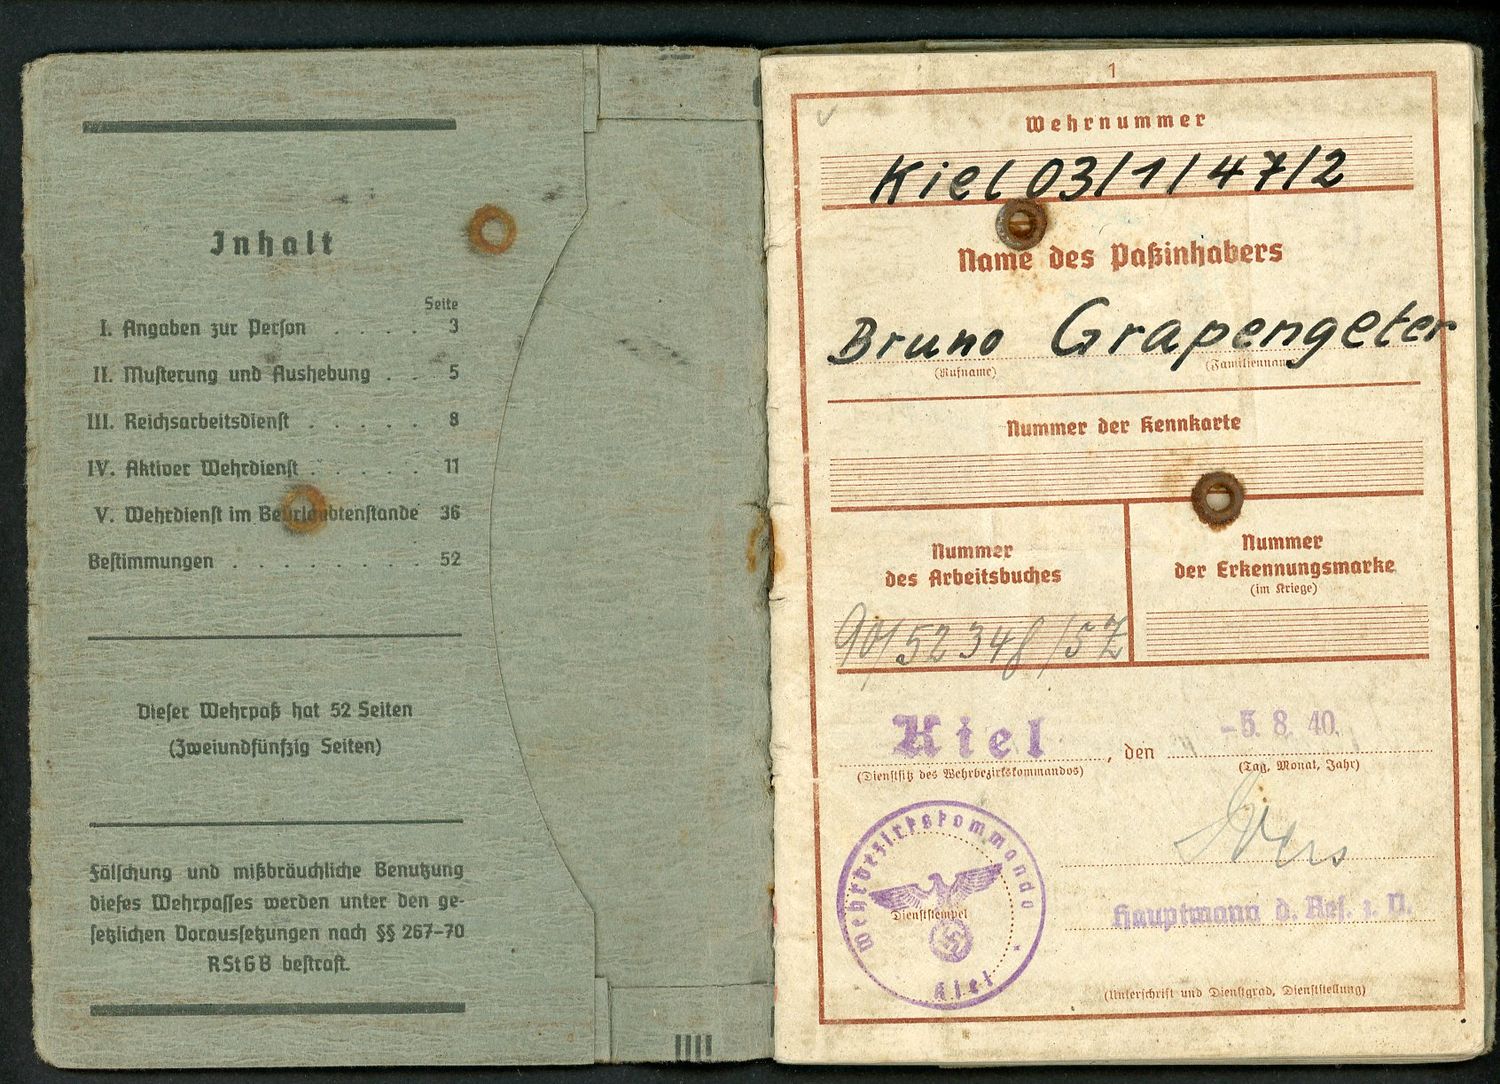 Inhalt
Seite
I. Angaben zur Person . . . . . 3
II. Musterung und Aushebung . . 5
III. Reichsarbeitsdienst . . . . . 8
IV. Aktiver Wehrdienst . . . . . 11
V. Wehrdienst im Beurlaubtenstande 36
Bestimmungen . . . . . . . . . 52
Dieser Wehrpaß hat 52 Seiten
(Zweiundfünfzig Seiten)
Fälschung und mißbräuchliche Benutzung
dieses Wehrpasses werden unter den ge-
setzlichen Voraussetzungen nach §§ 267-70
RStGB bestraft.
1
Wehrnummer
Kiel 03/1/47/2
Name des Paßinhabers
Bruno Grapengeter
(Rufname) (Familienname)
Nummer der Kennkarte
Nummer
des Arbeitsbuches
Nummer
der Erkennungsmarke
(im Kriege)
Kiel, den -5. 8. 40.
(Dienstsitz des Wehrbezirkskommandos) (Tag, Monat, Jahr)
Wehrbezirkskommando
Dienststempel
Kiel
Hauptmann d. Res. z. D.
(Unterschrift und Dienstgrad, Dienststellung)